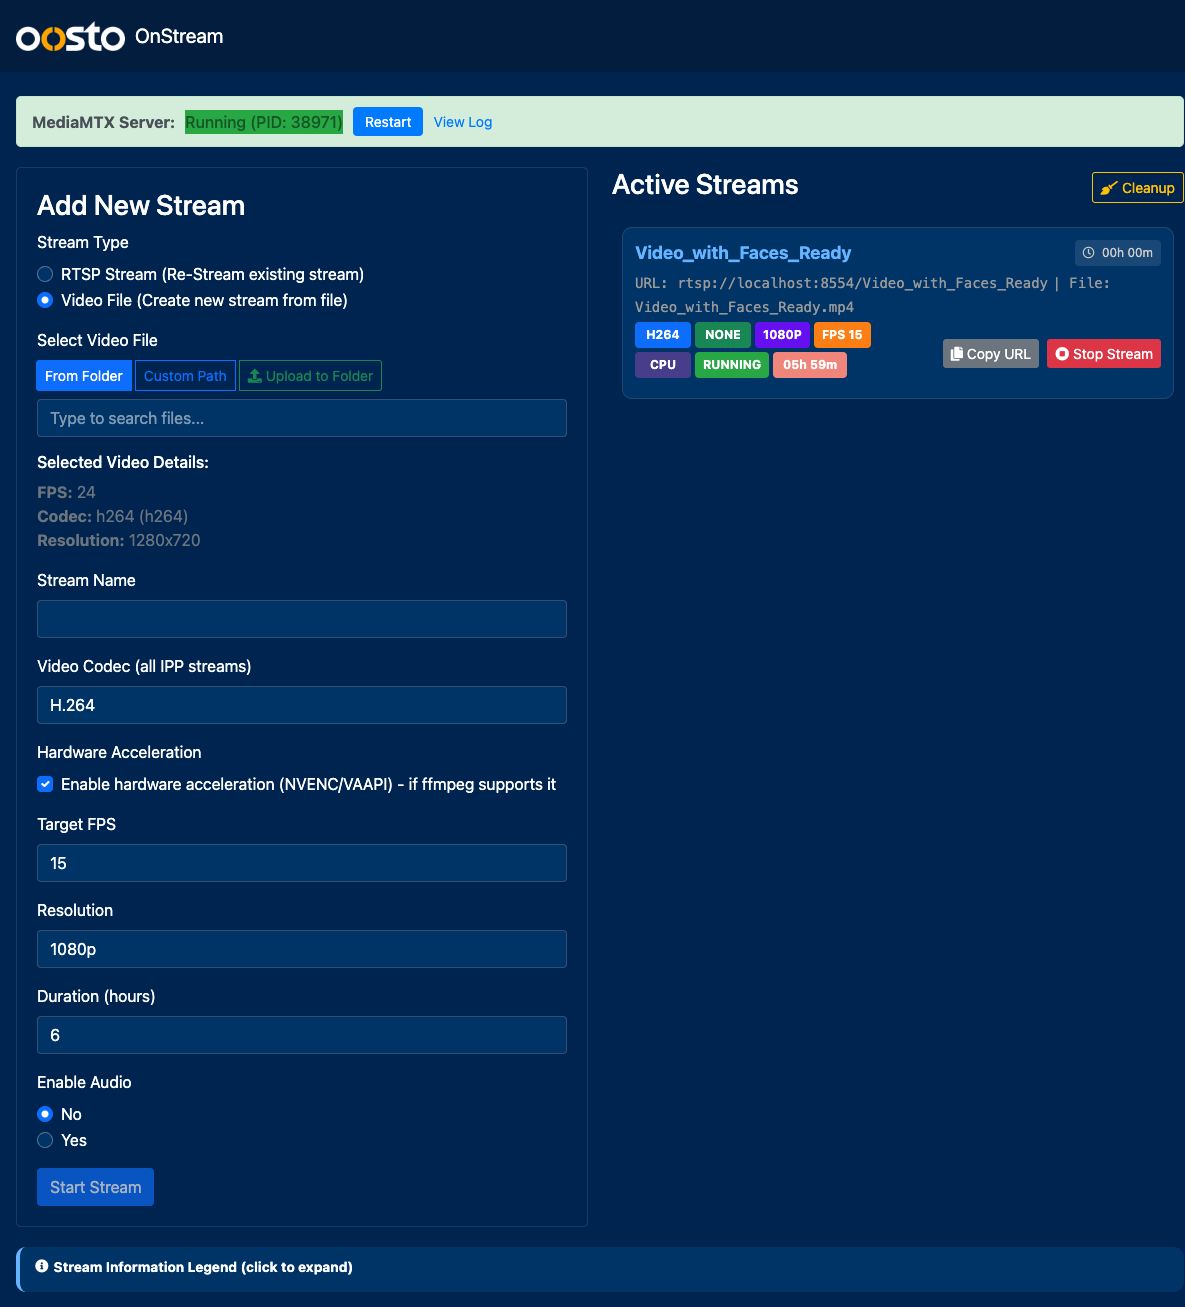 oosto OnStream
MediaMTX Server: Running (PID: 38971) Restart View Log
Add New Stream
Stream Type
RTSP Stream (Re-Stream existing stream)
Video File (Create new stream from file)
Select Video File
From Folder Custom Path Upload to Folder
Type to search files...
Selected Video Details:
FPS: 24
Codec: h264 (h264)
Resolution: 1280x720
Stream Name
Video Codec (all IPP streams)
H.264
Hardware Acceleration
Enable hardware acceleration (NVENC/VAAPI) - if ffmpeg supports it
Target FPS
15
Resolution
1080p
Duration (hours)
6
Enable Audio
No
Yes
Start Stream
Active Streams Cleanup
Video_with_Faces_Ready 00h 00m
URL: rtsp://localhost:8554/Video_with_Faces_Ready | File:
Video_with_Faces_Ready.mp4
H264 NONE 1080P FPS 15
CPU RUNNING 05h 59m
Copy URL Stop Stream
Stream Information Legend (click to expand)